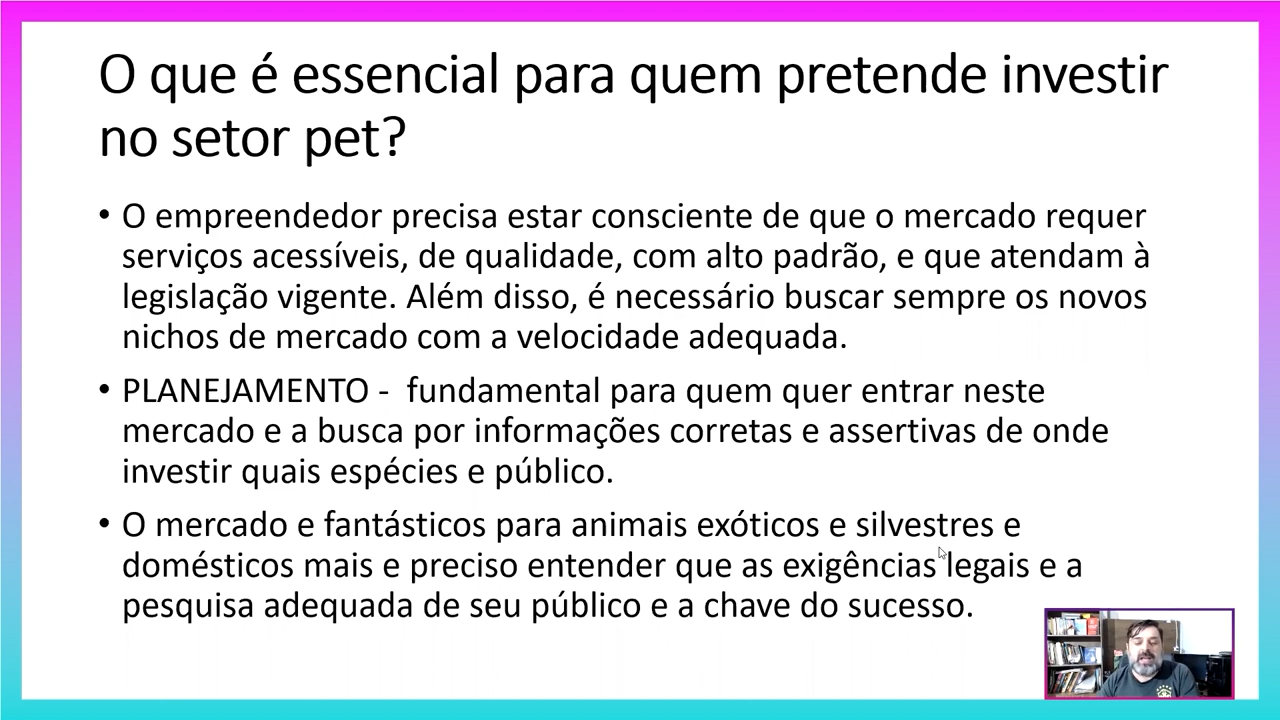 O que é essencial para quem pretende investir
no setor pet?
• O empreendedor precisa estar consciente de que o mercado requer
serviços acessíveis, de qualidade, com alto padrão, e que atendam à
legislação vigente. Além disso, é necessário buscar sempre os novos
nichos de mercado com a velocidade adequada.
• PLANEJAMENTO -  fundamental para quem quer entrar neste
mercado e a busca por informações corretas e assertivas de onde
investir quais espécies e público.
• O mercado e fantásticos para animais exóticos e silvestres e
domésticos mais e preciso entender que as exigências legais e a
pesquisa adequada de seu público e a chave do sucesso.